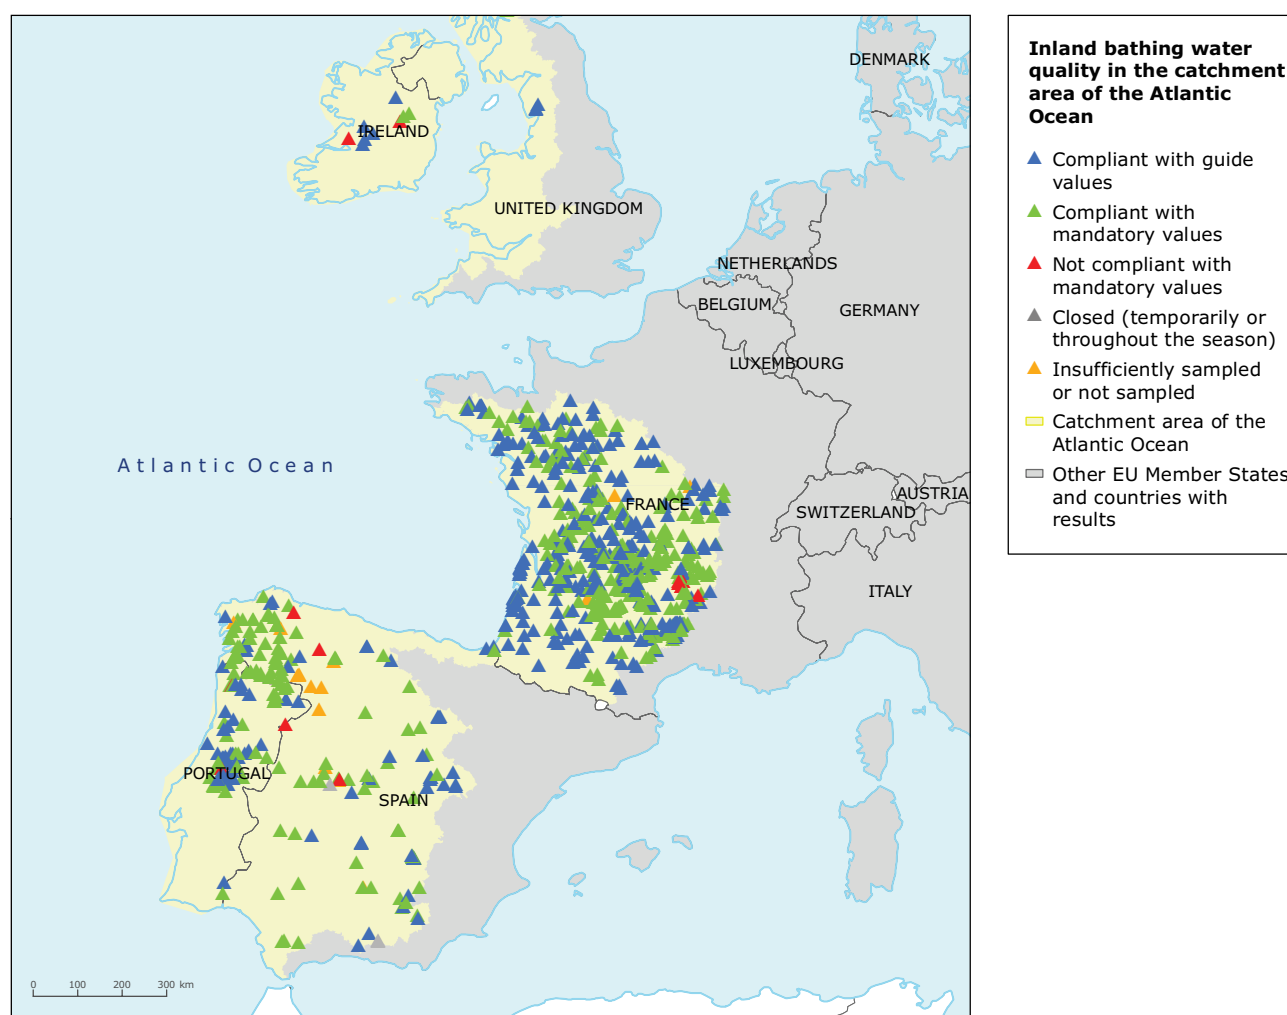 DENMARK
IRELAND
UNITED KINGDOM
NETHERLANDS
BELGIUM
GERMANY
LUXEMBOURG
Atlantic Ocean
AUSTRIA
FRANCE
SWITZERLAND
ITALY
PORTUGAL
SPAIN
0 100 200 300 km
Inland bathing water
quality in the catchment
area of the Atlantic
Ocean
Compliant with guide
values
Compliant with
mandatory values
Not compliant with
mandatory values
Closed (temporarily or
throughout the season)
Insufficiently sampled
or not sampled
Catchment area of the
Atlantic Ocean
Other EU Member States
and countries with
results